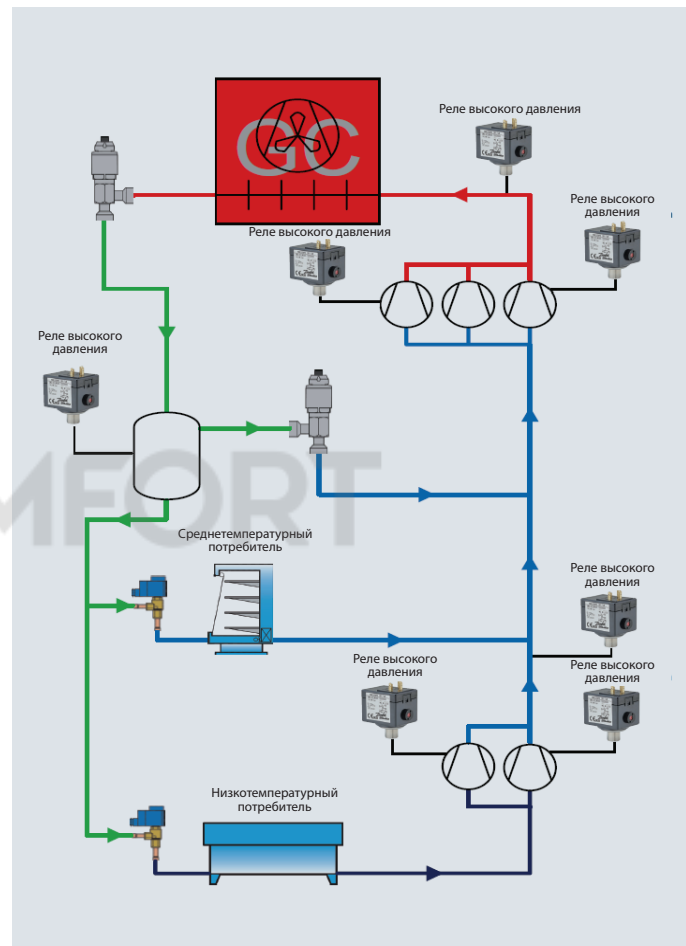 Реле высокого давления
GC
Реле высокого
давления
Реле высокого давления
Реле высокого
давления
MFORT
Среднетемпературный
потребитель
Реле высокого
давления
Реле высокого
давления
Реле высокого
давления
Низкотемпературный
потребитель